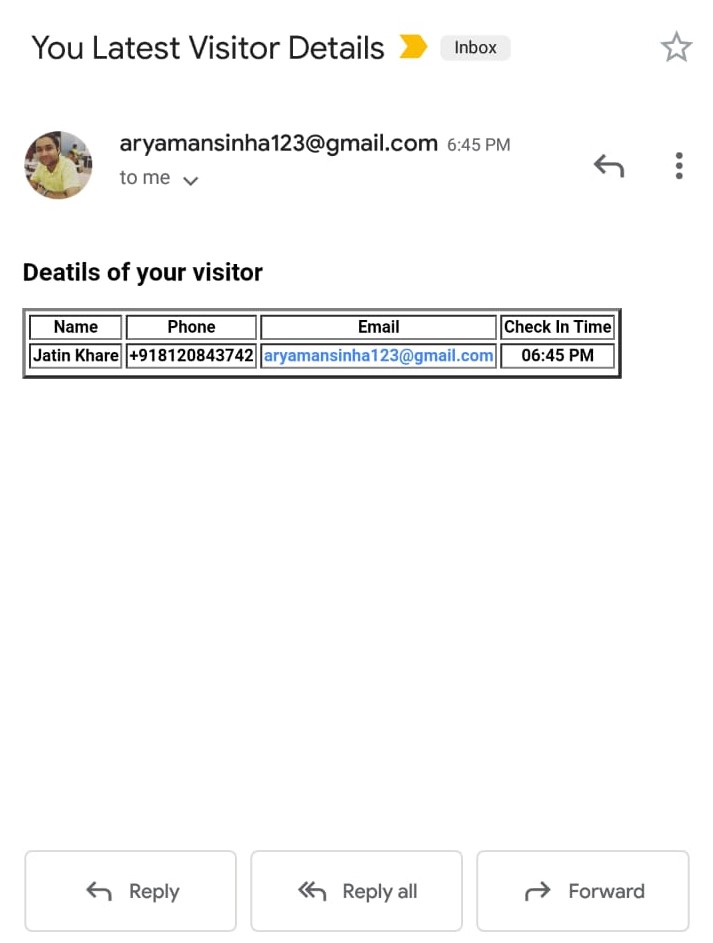 You Latest Visitor Details Inbox
aryamansinha123@gmail.com 6:45 PM
to me
Deatils of your visitor
Name Phone Email Check In Time
Jatin Khare +918120843742 aryamansinha123@gmail.com 06:45 PM
Reply Reply all Forward